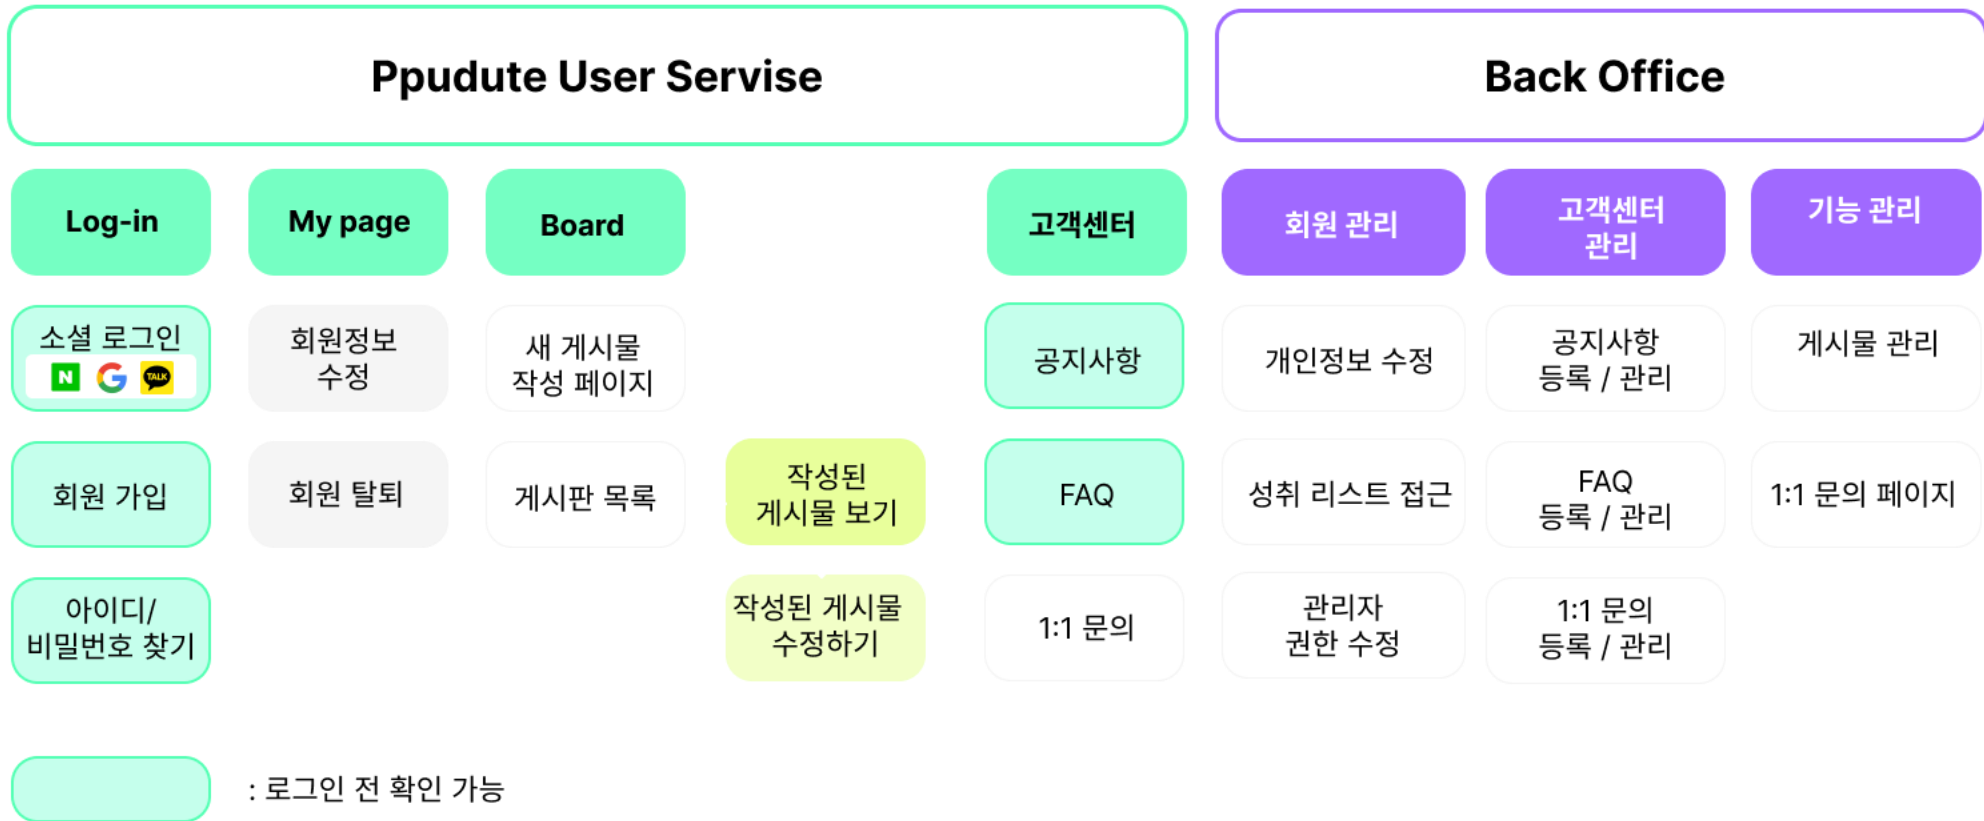 Ppudute User Servise
Back Office
Log-in
My page
Board
고객센터
회원 관리
고객센터
관리
기능 관리
소셜 로그인
N G TALK
회원정보
수정
새 게시물
작성 페이지
공지사항
개인정보 수정
공지사항
등록 / 관리
게시물 관리
회원 가입
회원 탈퇴
게시판 목록
작성된
게시물 보기
FAQ
성취 리스트 접근
FAQ
등록 / 관리
1:1 문의 페이지
아이디/
비밀번호 찾기
작성된 게시물
수정하기
1:1 문의
관리자
권한 수정
1:1 문의
등록 / 관리
: 로그인 전 확인 가능